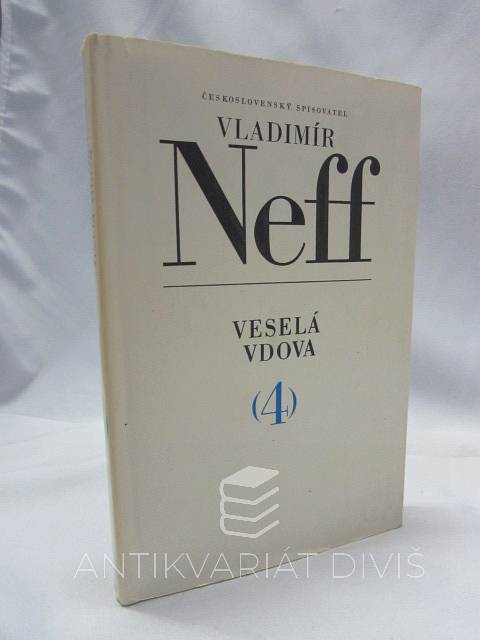 ČESKOSLOVENSKÝ SPISOVATEL
VLADIMÍR
Neff
VESELÁ
VDOVA
(4)
ANTIKVARIÁT DIVIŠ